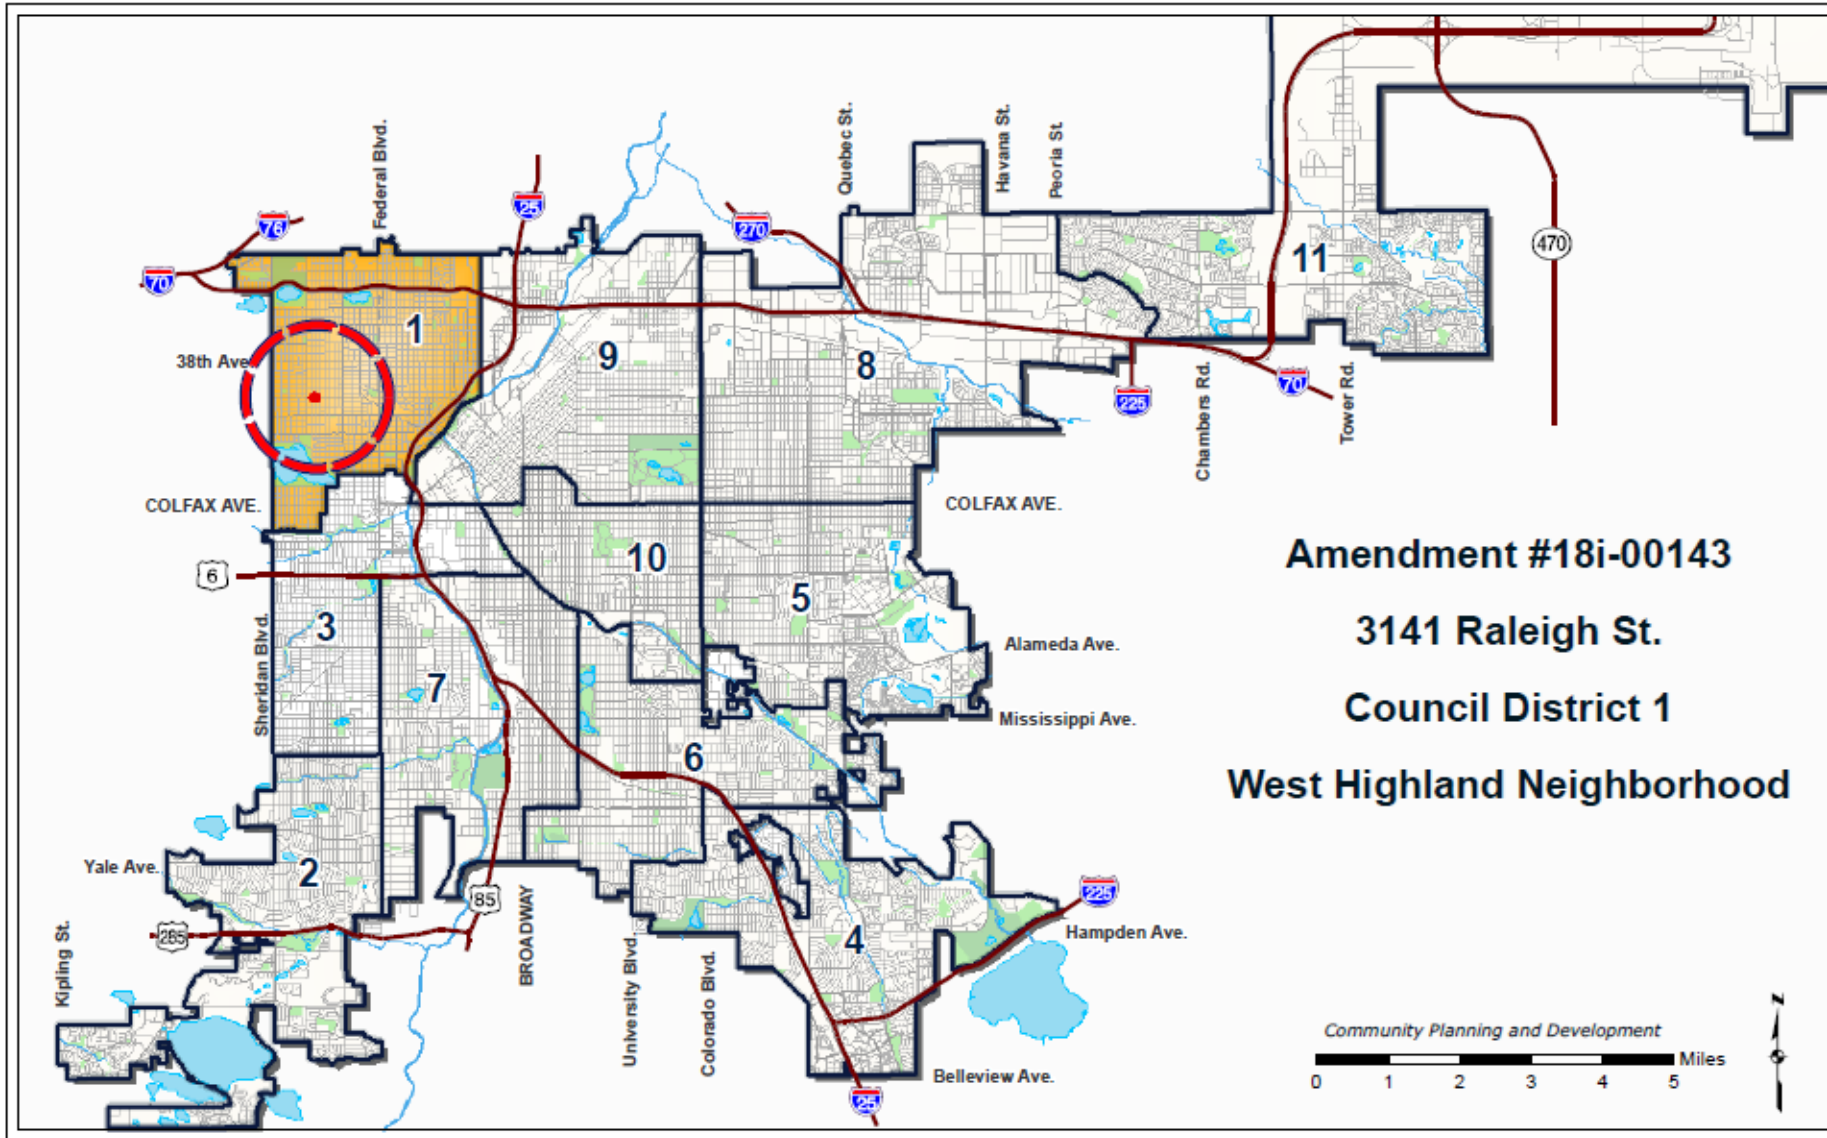 Federal Blvd.
Quebec St.
Havana St.
Peoria St.
25
76
270
70
470
11
1
38th Ave
9
8
225
Chambers Rd.
70
Tower Rd.
COLFAX AVE.
COLFAX AVE.
6
10
5
3
Sheridan Blvd.
7
Alameda Ave.
Mississippi Ave.
6
Amendment #18i-00143
3141 Raleigh St.
Council District 1
West Highland Neighborhood
Yale Ave.
2
85
BROADWAY
225
285
Kipling St.
University Blvd.
Colorado Blvd.
4
Hampden Ave.
Belleview Ave.
25
Community Planning and Development
Miles
0 1 2 3 4 5
Z